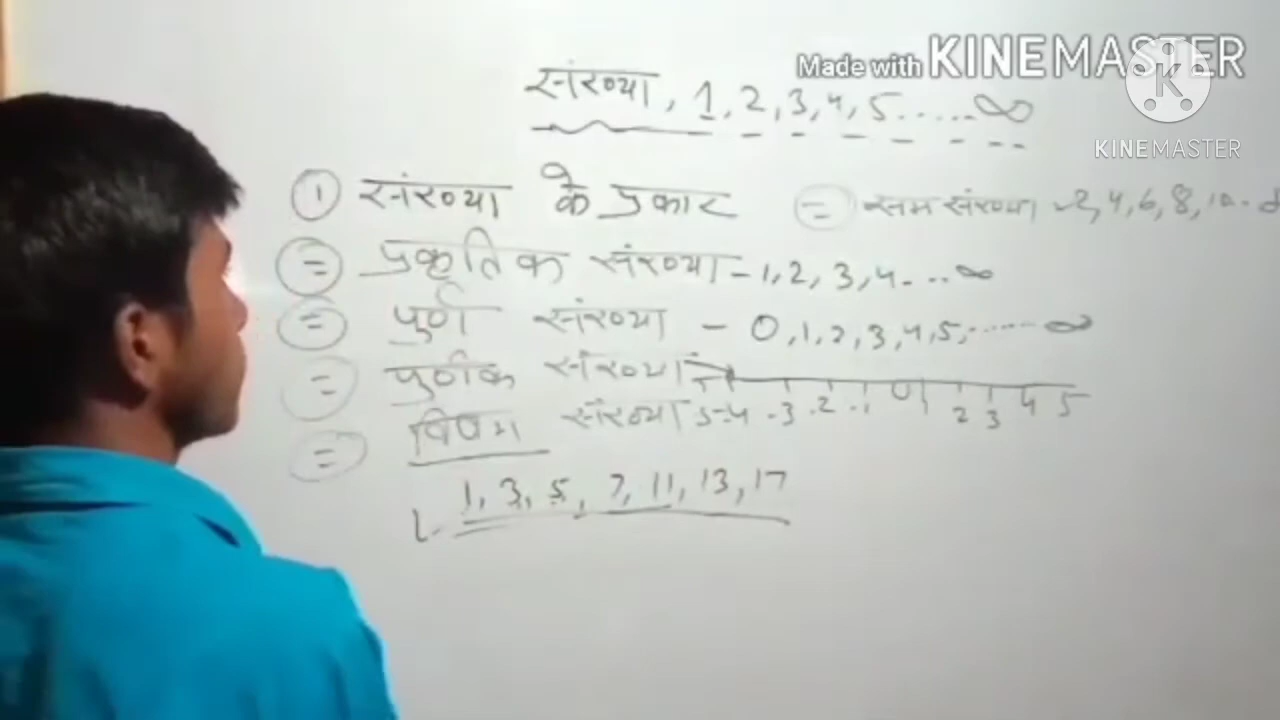 Made with KINEMASTER
K
KINEMASTER
संख्या, 1, 2, 3, 4, 5.....∞
① संख्या के प्रकार
= सम संख्या 2, 4, 6, 8, 10..
= प्रकृतिक संख्या - 1, 2, 3, 4...∞
= पुर्ण संख्या - 0, 1, 2, 3, 4, 5,......∞
= पुर्णक संख्या
-5 -4 -3 -2 -1 0 1 2 3 4 5
= विषम संख्या
1, 3, 5, 7, 11, 13, 17